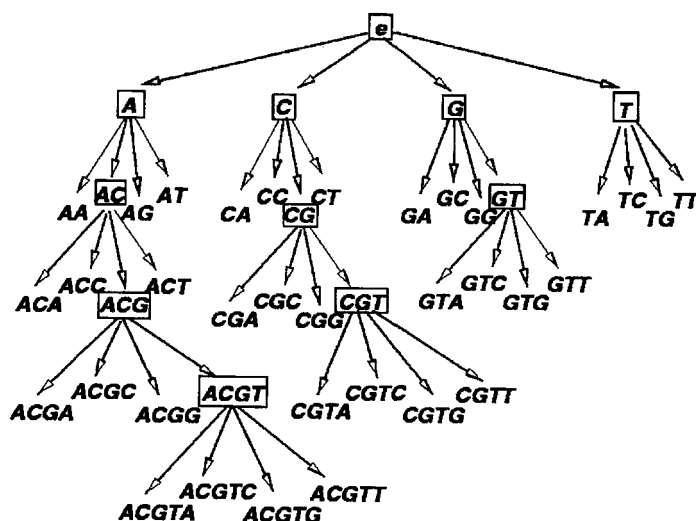 e
A C G T
AA AC AG AT CA CC CG CT GA GC GG GT TA TC TG TT
ACA ACC ACG ACT CGA CGC CGG CGT GTA GTC GTG GTT
ACGA ACGC ACGG ACGT CGTA CGTC CGTG CGTT
ACGTA ACGTC ACGTG ACGTT